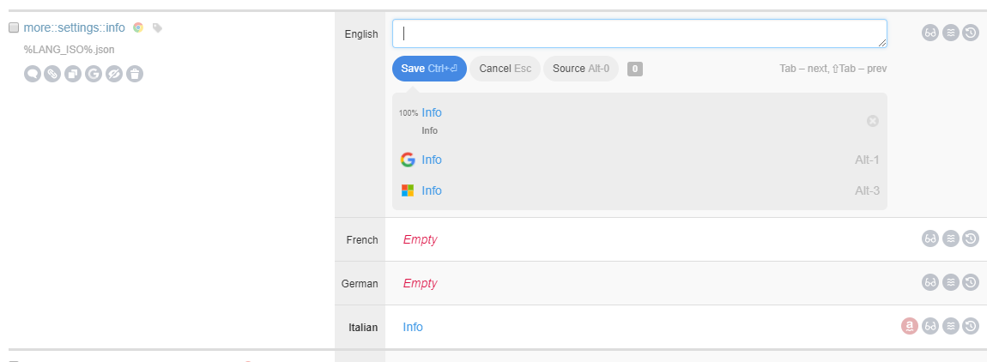 more::settings::info
%LANG_ISO%.json
English
Save Ctrl+⏎ Cancel Esc Source Alt-0 0 Tab – next, ⇧Tab – prev
100% Info
Info
Info Alt-1
Info Alt-3
French Empty
German Empty
Italian Info